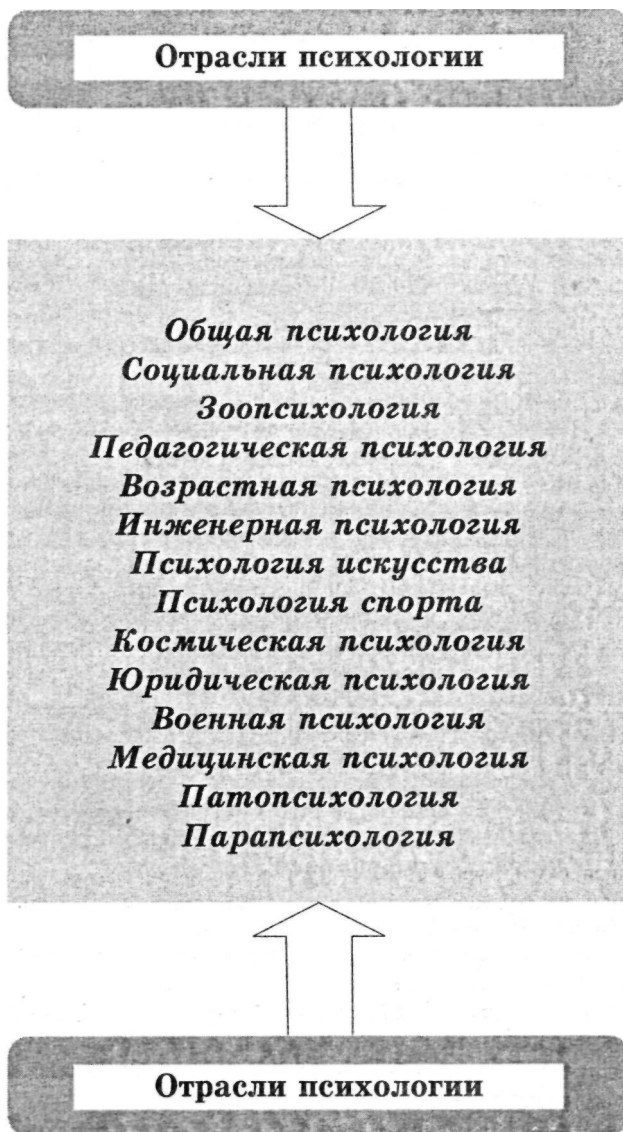 Отрасли психологии
Общая психология
Социальная психология
Зоопсихология
Педагогическая психология
Возрастная психология
Инженерная психология
Психология искусства
Психология спорта
Космическая психология
Юридическая психология
Военная психология
Медицинская психология
Патопсихология
Парапсихология
Отрасли психологии